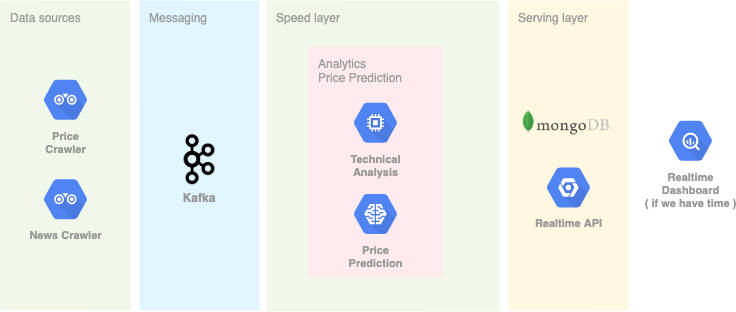 Data sources
Messaging
Speed layer
Serving layer
Analytics
Price Prediction
Price
Crawler
News Crawler
Kafka
Technical
Analysis
Price
Prediction
mongoDB.
Realtime API
Realtime
Dashboard
( if we have time )